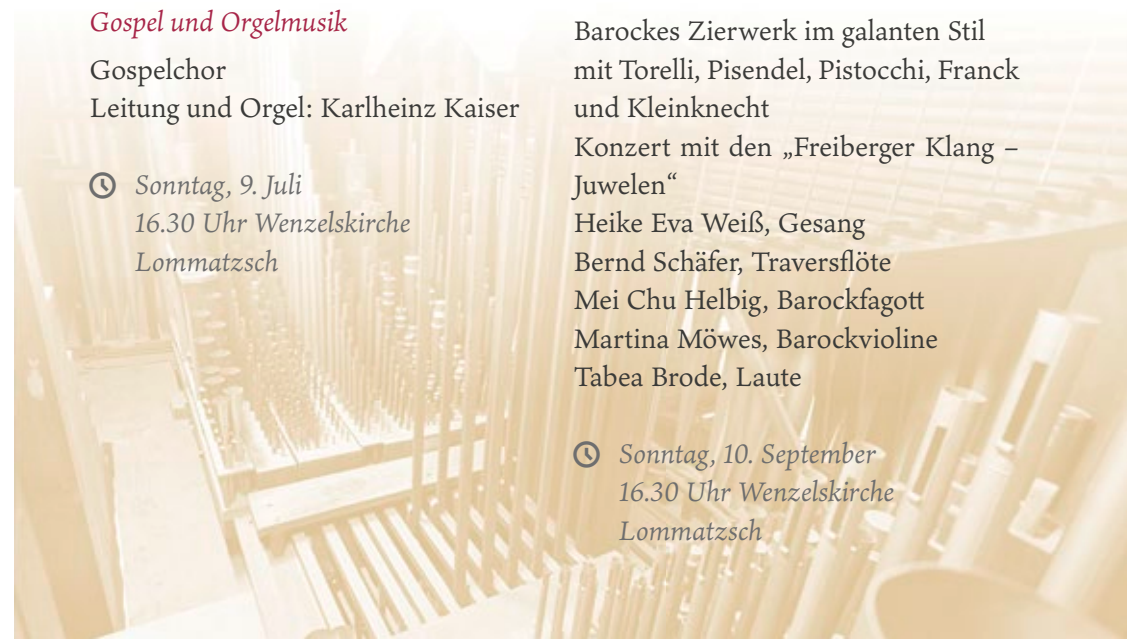 Gospel und Orgelmusik
Gospelchor
Leitung und Orgel: Karlheinz Kaiser
Sonntag, 9. Juli
16.30 Uhr Wenzelskirche
Lommatzsch
Barockes Zierwerk im galanten Stil
mit Torelli, Pisendel, Pistocchi, Franck
und Kleinknecht
Konzert mit den „Freiberger Klang –
Juwelen“
Heike Eva Weiß, Gesang
Bernd Schäfer, Traversflöte
Mei Chu Helbig, Barockfagott
Martina Möwes, Barockvioline
Tabea Brode, Laute
Sonntag, 10. September
16.30 Uhr Wenzelskirche
Lommatzsch